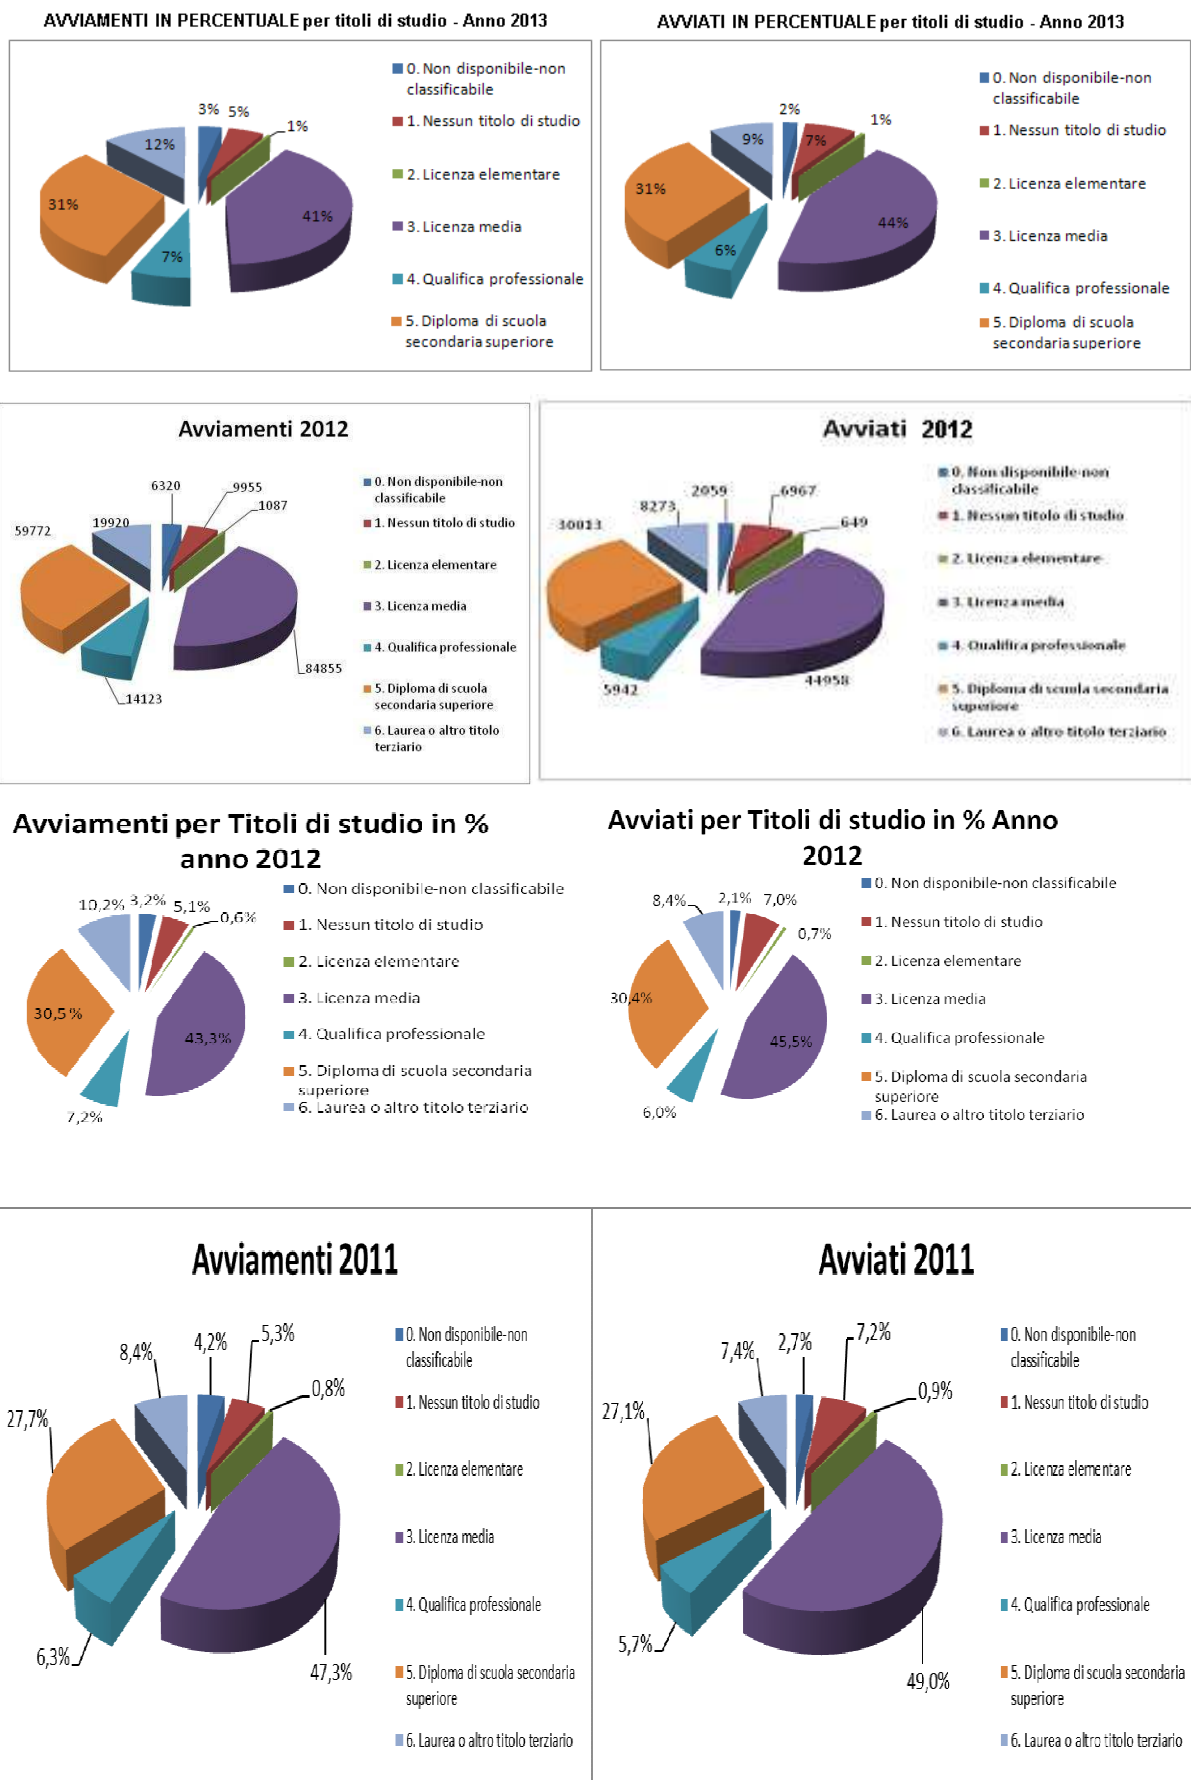 AVVIAMENTI IN PERCENTUALE per titoli di studio - Anno 2013
3% 5%
1%
12%
31%
41%
7%
0. Non disponibile-non
classificabile
1. Nessun titolo di studio
2. Licenza elementare
3. Licenza media
4. Qualifica professionale
5. Diploma di scuola
secondaria superiore
AVVIATI IN PERCENTUALE per titoli di studio - Anno 2013
2%
1%
9%
7%
31%
44%
6%
0. Non disponibile-non
classificabile
1. Nessun titolo di studio
2. Licenza elementare
3. Licenza media
4. Qualifica professionale
5. Diploma di scuola
secondaria superiore
Avviamenti 2012
6320
9955
1087
19920
59772
84855
14123
0. Non disponibile-non
classificabile
1. Nessun titolo di studio
2. Licenza elementare
3. Licenza media
4. Qualifica professionale
5. Diploma di scuola
secondaria superiore
6. Laurea o altro titolo
terziario
Avviati 2012
2059
6967
8273
649
30013
44958
5942
0. Non disponibile-non
classificabile
1. Nessun titolo di studio
2. Licenza elementare
3. Licenza media
4. Qualifica professionale
5. Diploma di scuola secondaria
superiore
6. Laurea o altro titolo terziario
Avviamenti per Titoli di studio in %
anno 2012
10,2% 3,2% 5,1%
0,6%
30,5%
43,3%
7,2%
0. Non disponibile-non classificabile
1. Nessun titolo di studio
2. Licenza elementare
3. Licenza media
4. Qualifica professionale
5. Diploma di scuola secondaria
superiore
6. Laurea o altro titolo terziario
Avviati per Titoli di studio in % Anno
2012
8,4% 2,1% 7,0%
0,7%
30,4%
45,5%
6,0%
0. Non disponibile-non classificabile
1. Nessun titolo di studio
2. Licenza elementare
3. Licenza media
4. Qualifica professionale
5. Diploma di scuola secondaria
superiore
6. Laurea o altro titolo terziario
Avviamenti 2011
8,4%
4,2%
5,3%
0,8%
27,7%
6,3%
47,3%
0. Non disponibile-non
classificabile
1. Nessun titolo di studio
2. Licenza elementare
3. Licenza media
4. Qualifica professionale
5. Diploma di scuola secondaria
superiore
6. Laurea o altro titolo terziario
Avviati 2011
7,4%
2,7%
7,2%
0,9%
27,1%
5,7%
49,0%
0. Non disponibile-non
classificabile
1. Nessun titolo di studio
2. Licenza elementare
3. Licenza media
4. Qualifica professionale
5. Diploma di scuola secondaria
superiore
6. Laurea o altro titolo terziario